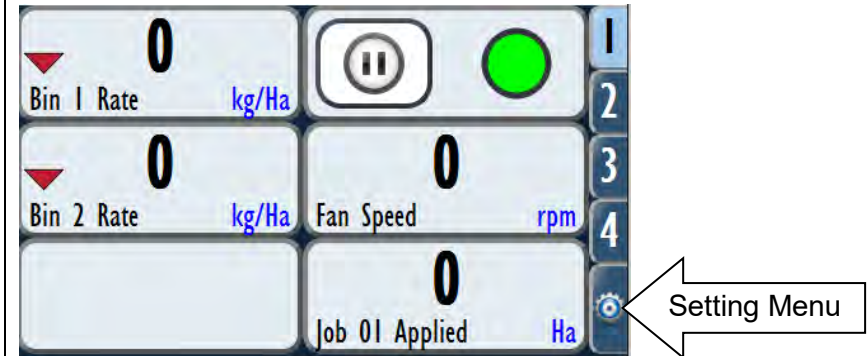 0
Bin 1 Rate kg/Ha
1
2
0
Bin 2 Rate kg/Ha
0
Fan Speed rpm
3
4
0
Job 01 Applied Ha
Setting Menu